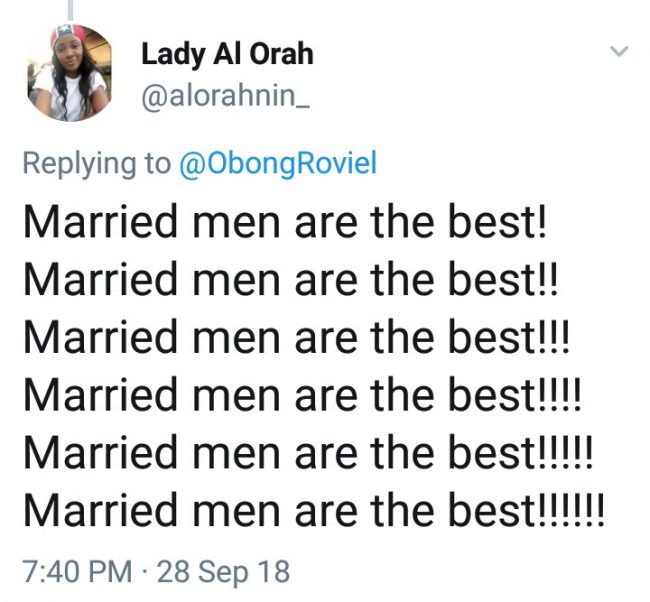 Lady Al Orah
@alorahnin_
Replying to @ObongRoviel
Married men are the best!
Married men are the best!!
Married men are the best!!!
Married men are the best!!!!
Married men are the best!!!!!
Married men are the best!!!!!!
7:40 PM · 28 Sep 18